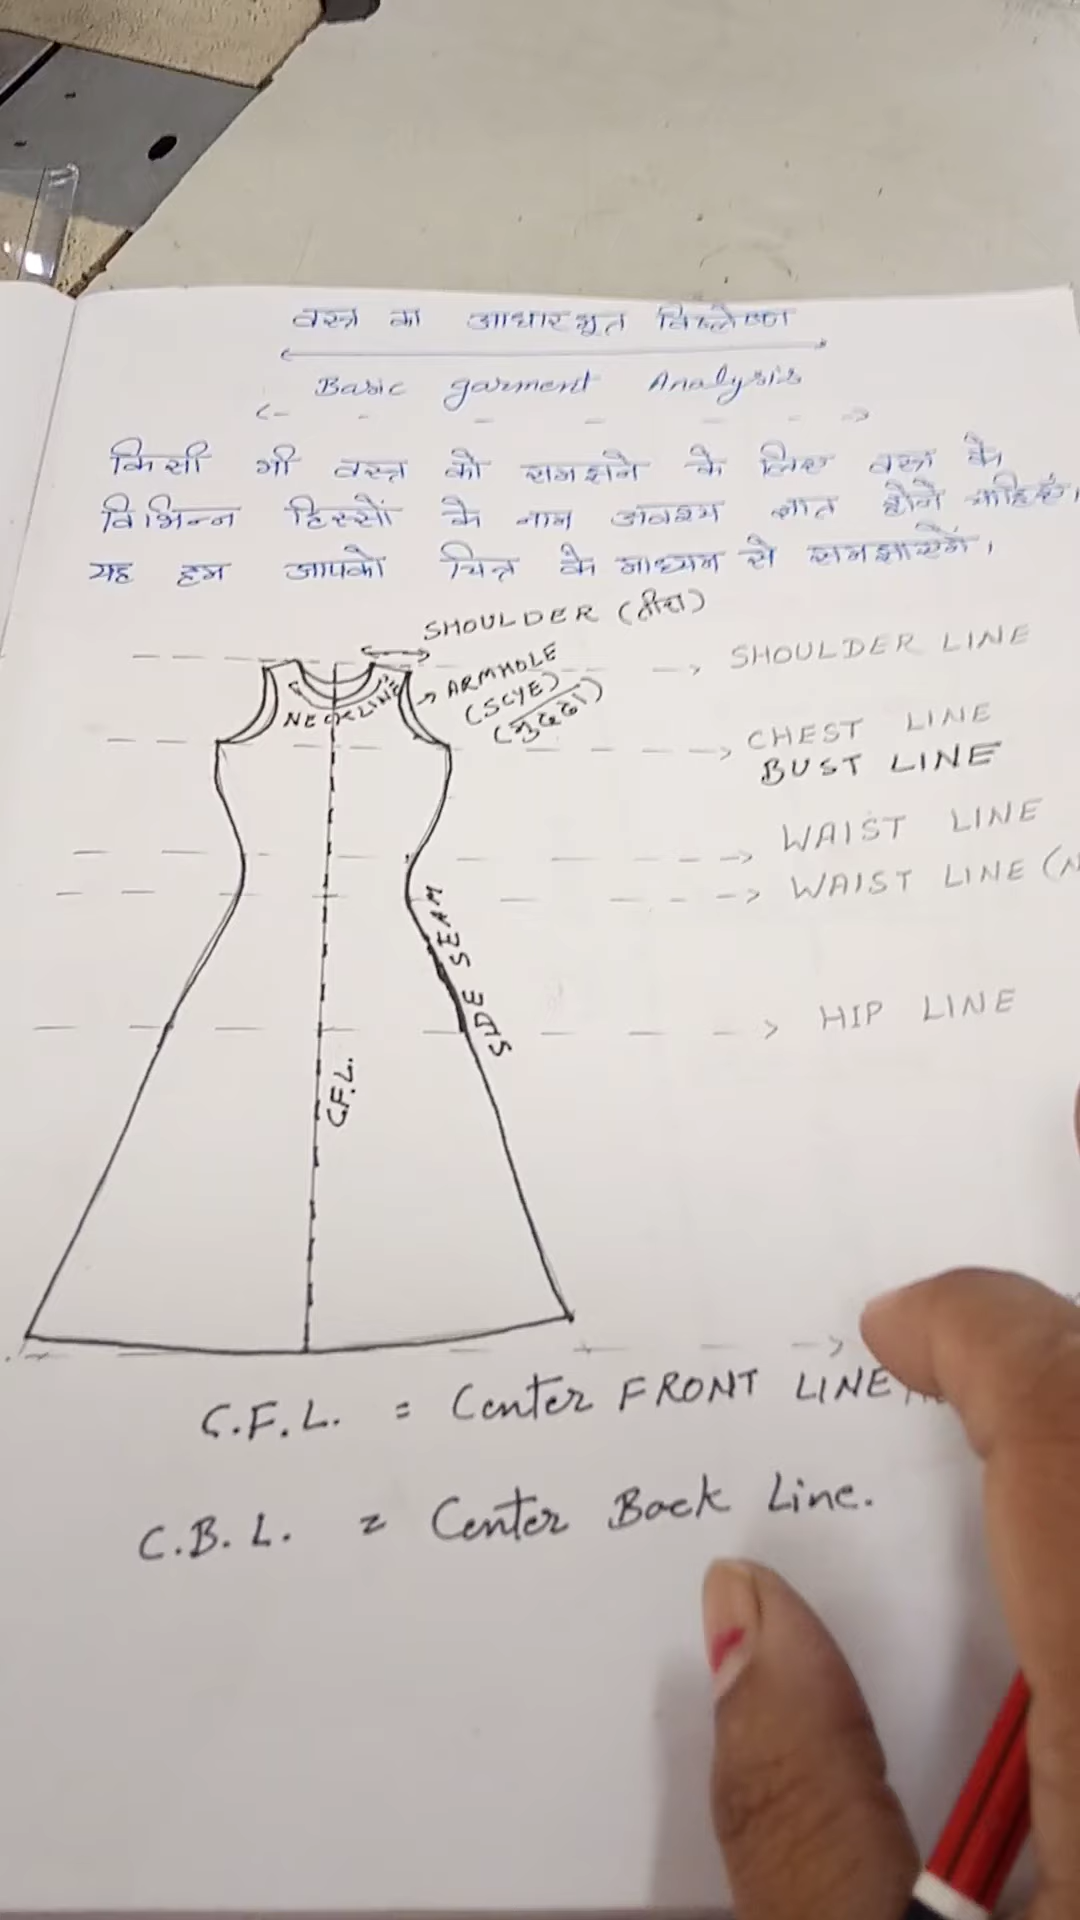 वस्त्र का आधारभूत विश्लेष्ण
Basic garment Analysis
किसी भी वस्त्र को समझने के लिए वस्त्र के
विभिन्न हिस्सों के नाम अवश्य ज्ञात होने चाहिएं।
यह हम आपको चित्र के माध्यम से समझाएगें।
SHOULDER (तीरा)
SHOULDER LINE
ARMHOLE
(SCYE)
(मुढ्ढा)
NECKLINE
CHEST LINE
BUST LINE
WAIST LINE
WAIST LINE (
SIDE SEAM
HIP LINE
C.F.L.
C.F.L. = Center FRONT LINE
C.B.L. = Center Back Line.